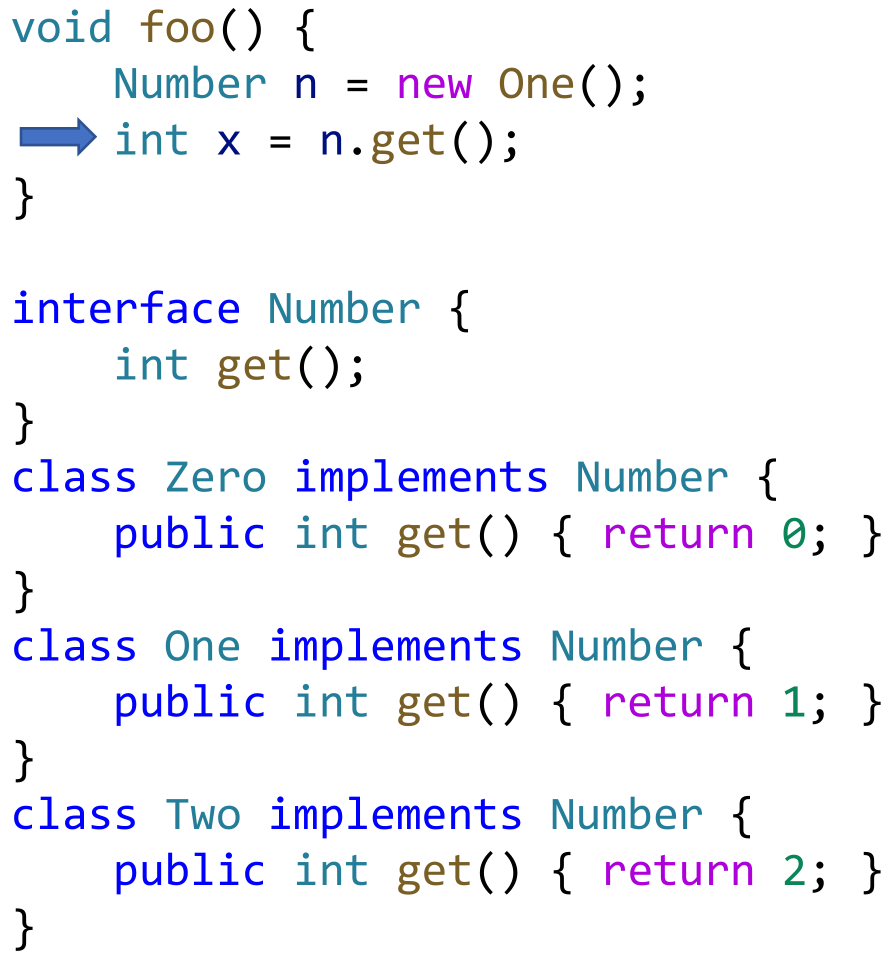 void foo() {
    Number n = new One();
    int x = n.get();
}
interface Number {
    int get();
}
class Zero implements Number {
    public int get() { return 0; }
}
class One implements Number {
    public int get() { return 1; }
}
class Two implements Number {
    public int get() { return 2; }
}